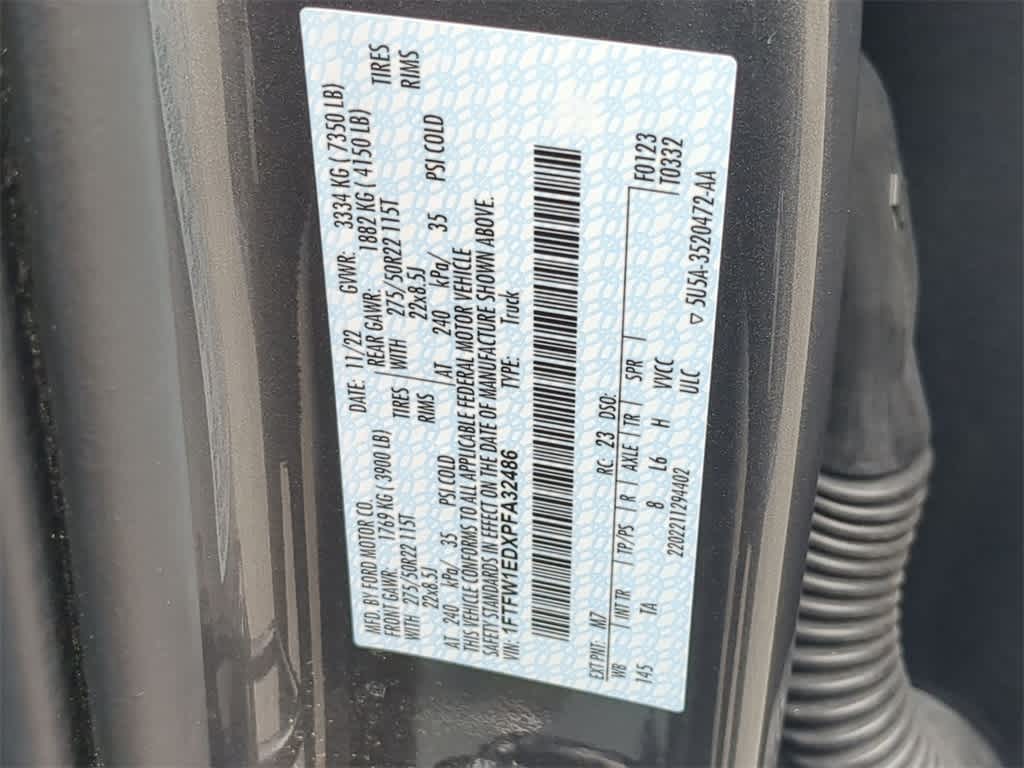 MFD. BY FORD MOTOR CO. DATE: 11/22 GVWR: 3334 KG ( 7350 LB)
FRONT GAWR: 1769 KG ( 3900 LB) REAR GAWR: 1882 KG ( 4150 LB)
WITH 275/50R22 115T TIRES WITH 275/50R22 115T TIRES
22x8.5J RIMS 22x8.5J RIMS
AT 240 kPa/ 35 PSI COLD AT 240 kPa/ 35 PSI COLD
THIS VEHICLE CONFORMS TO ALL APPLICABLE FEDERAL MOTOR VEHICLE
SAFETY STANDARDS IN EFFECT ON THE DATE OF MANUFACTURE SHOWN ABOVE.
VIN: 1FTFW1EDXPFA32486 TYPE: Truck
EXT PNT: M7 RC: 23 DSO: F0123
WB INT TR TP/PS R AXLE TR SPR T0332
145 TA 8 L6 H VYCC
ULC
220221129​4402 ▽ 5U5A-3520472-AA